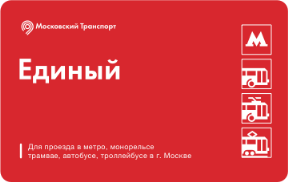 Московский Транспорт
М
Единый
Для проезда в метро, монорельсе
трамвае, автобусе, троллейбусе в г. Москве